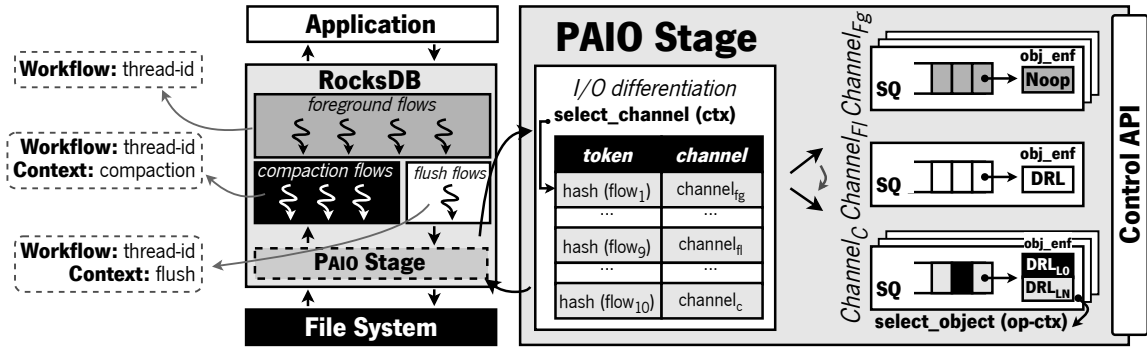 Workflow: thread-id
Workflow: thread-id
Context: compaction
Workflow: thread-id
Context: flush
Application
RocksDB
foreground flows
compaction flows
flush flows
PAIO Stage
File System
PAIO Stage
I/O differentiation
select_channel (ctx)
token channel
hash (flow1) channelfg
... ...
hash (flow9) channelfl
... ...
hash (flow10) channelc
ChannelFg
SQ
obj_enf
Noop
ChannelFl
SQ
obj_enf
DRL
ChannelC
SQ
obj_enf
DRLL0
DRLLN
select_object (op-ctx)
Control API